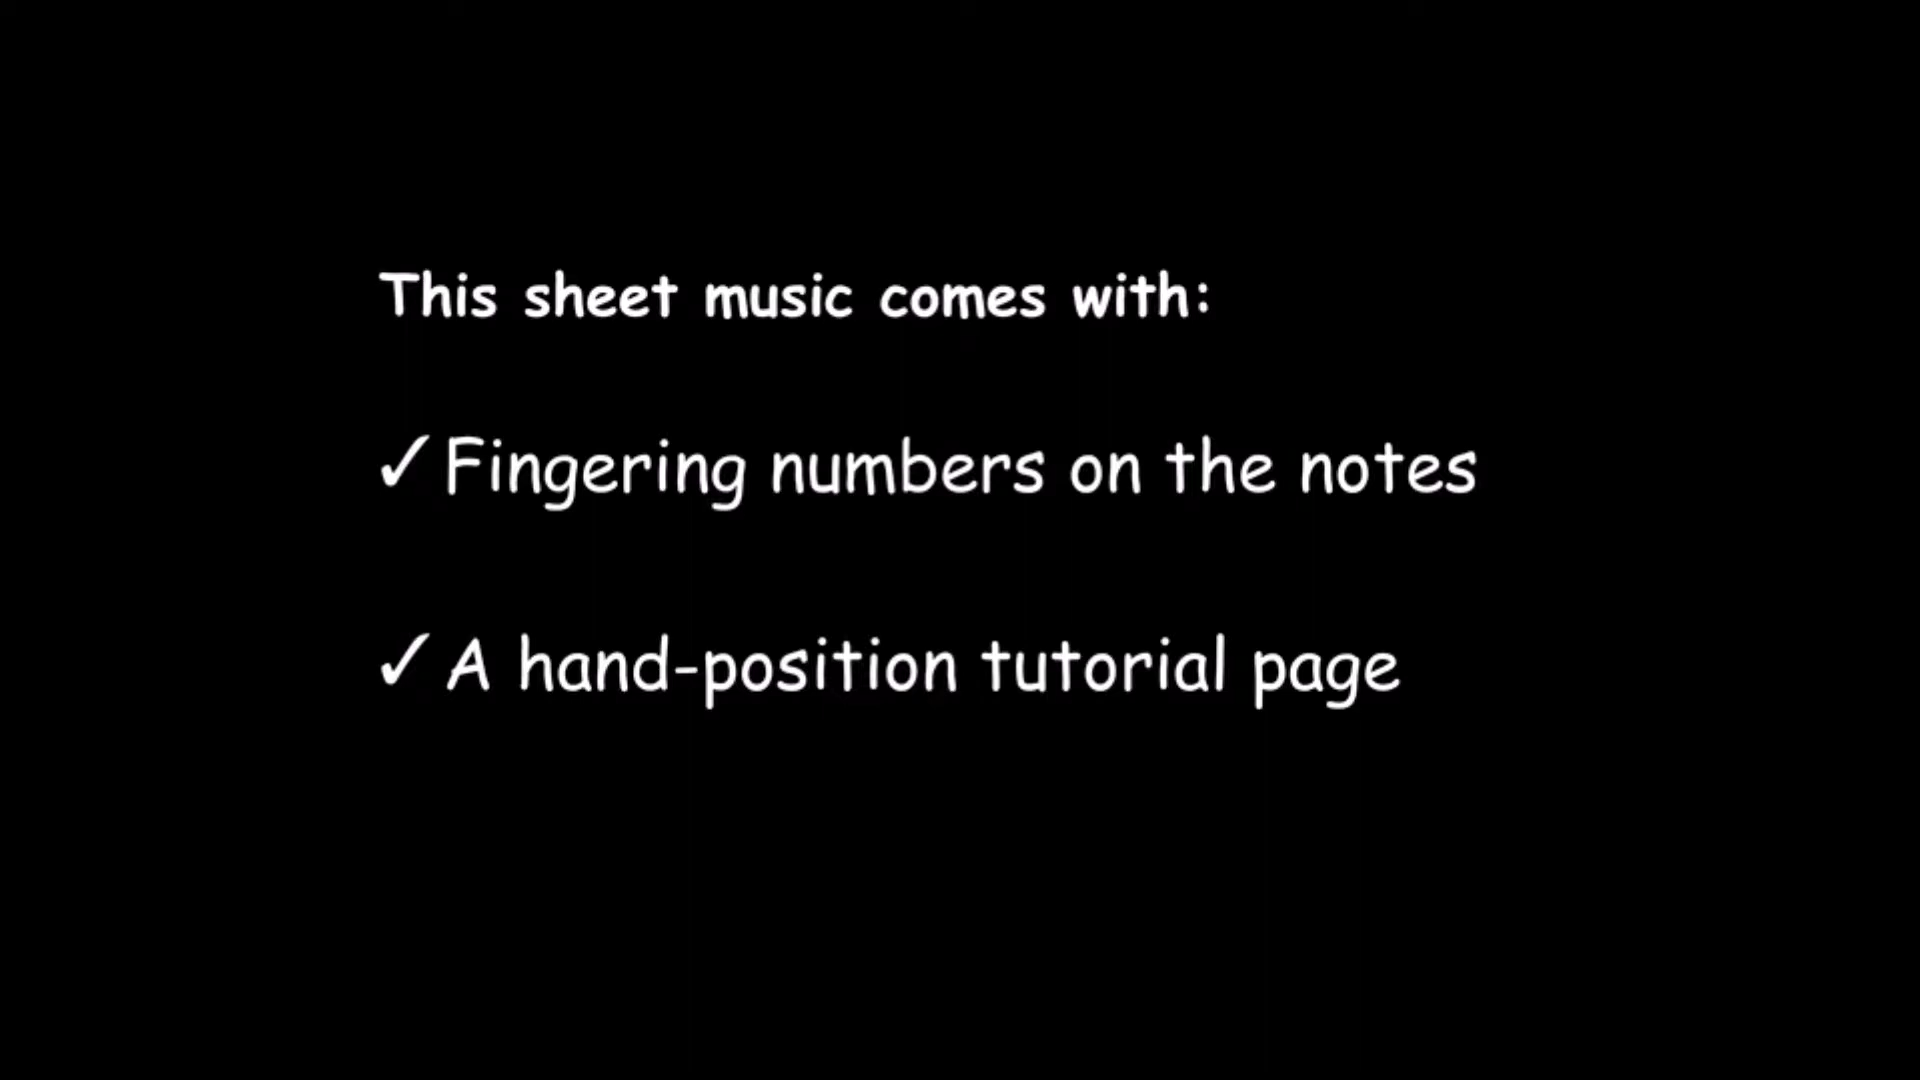 This sheet music comes with:
✓ Fingering numbers on the notes
✓ A hand-position tutorial page